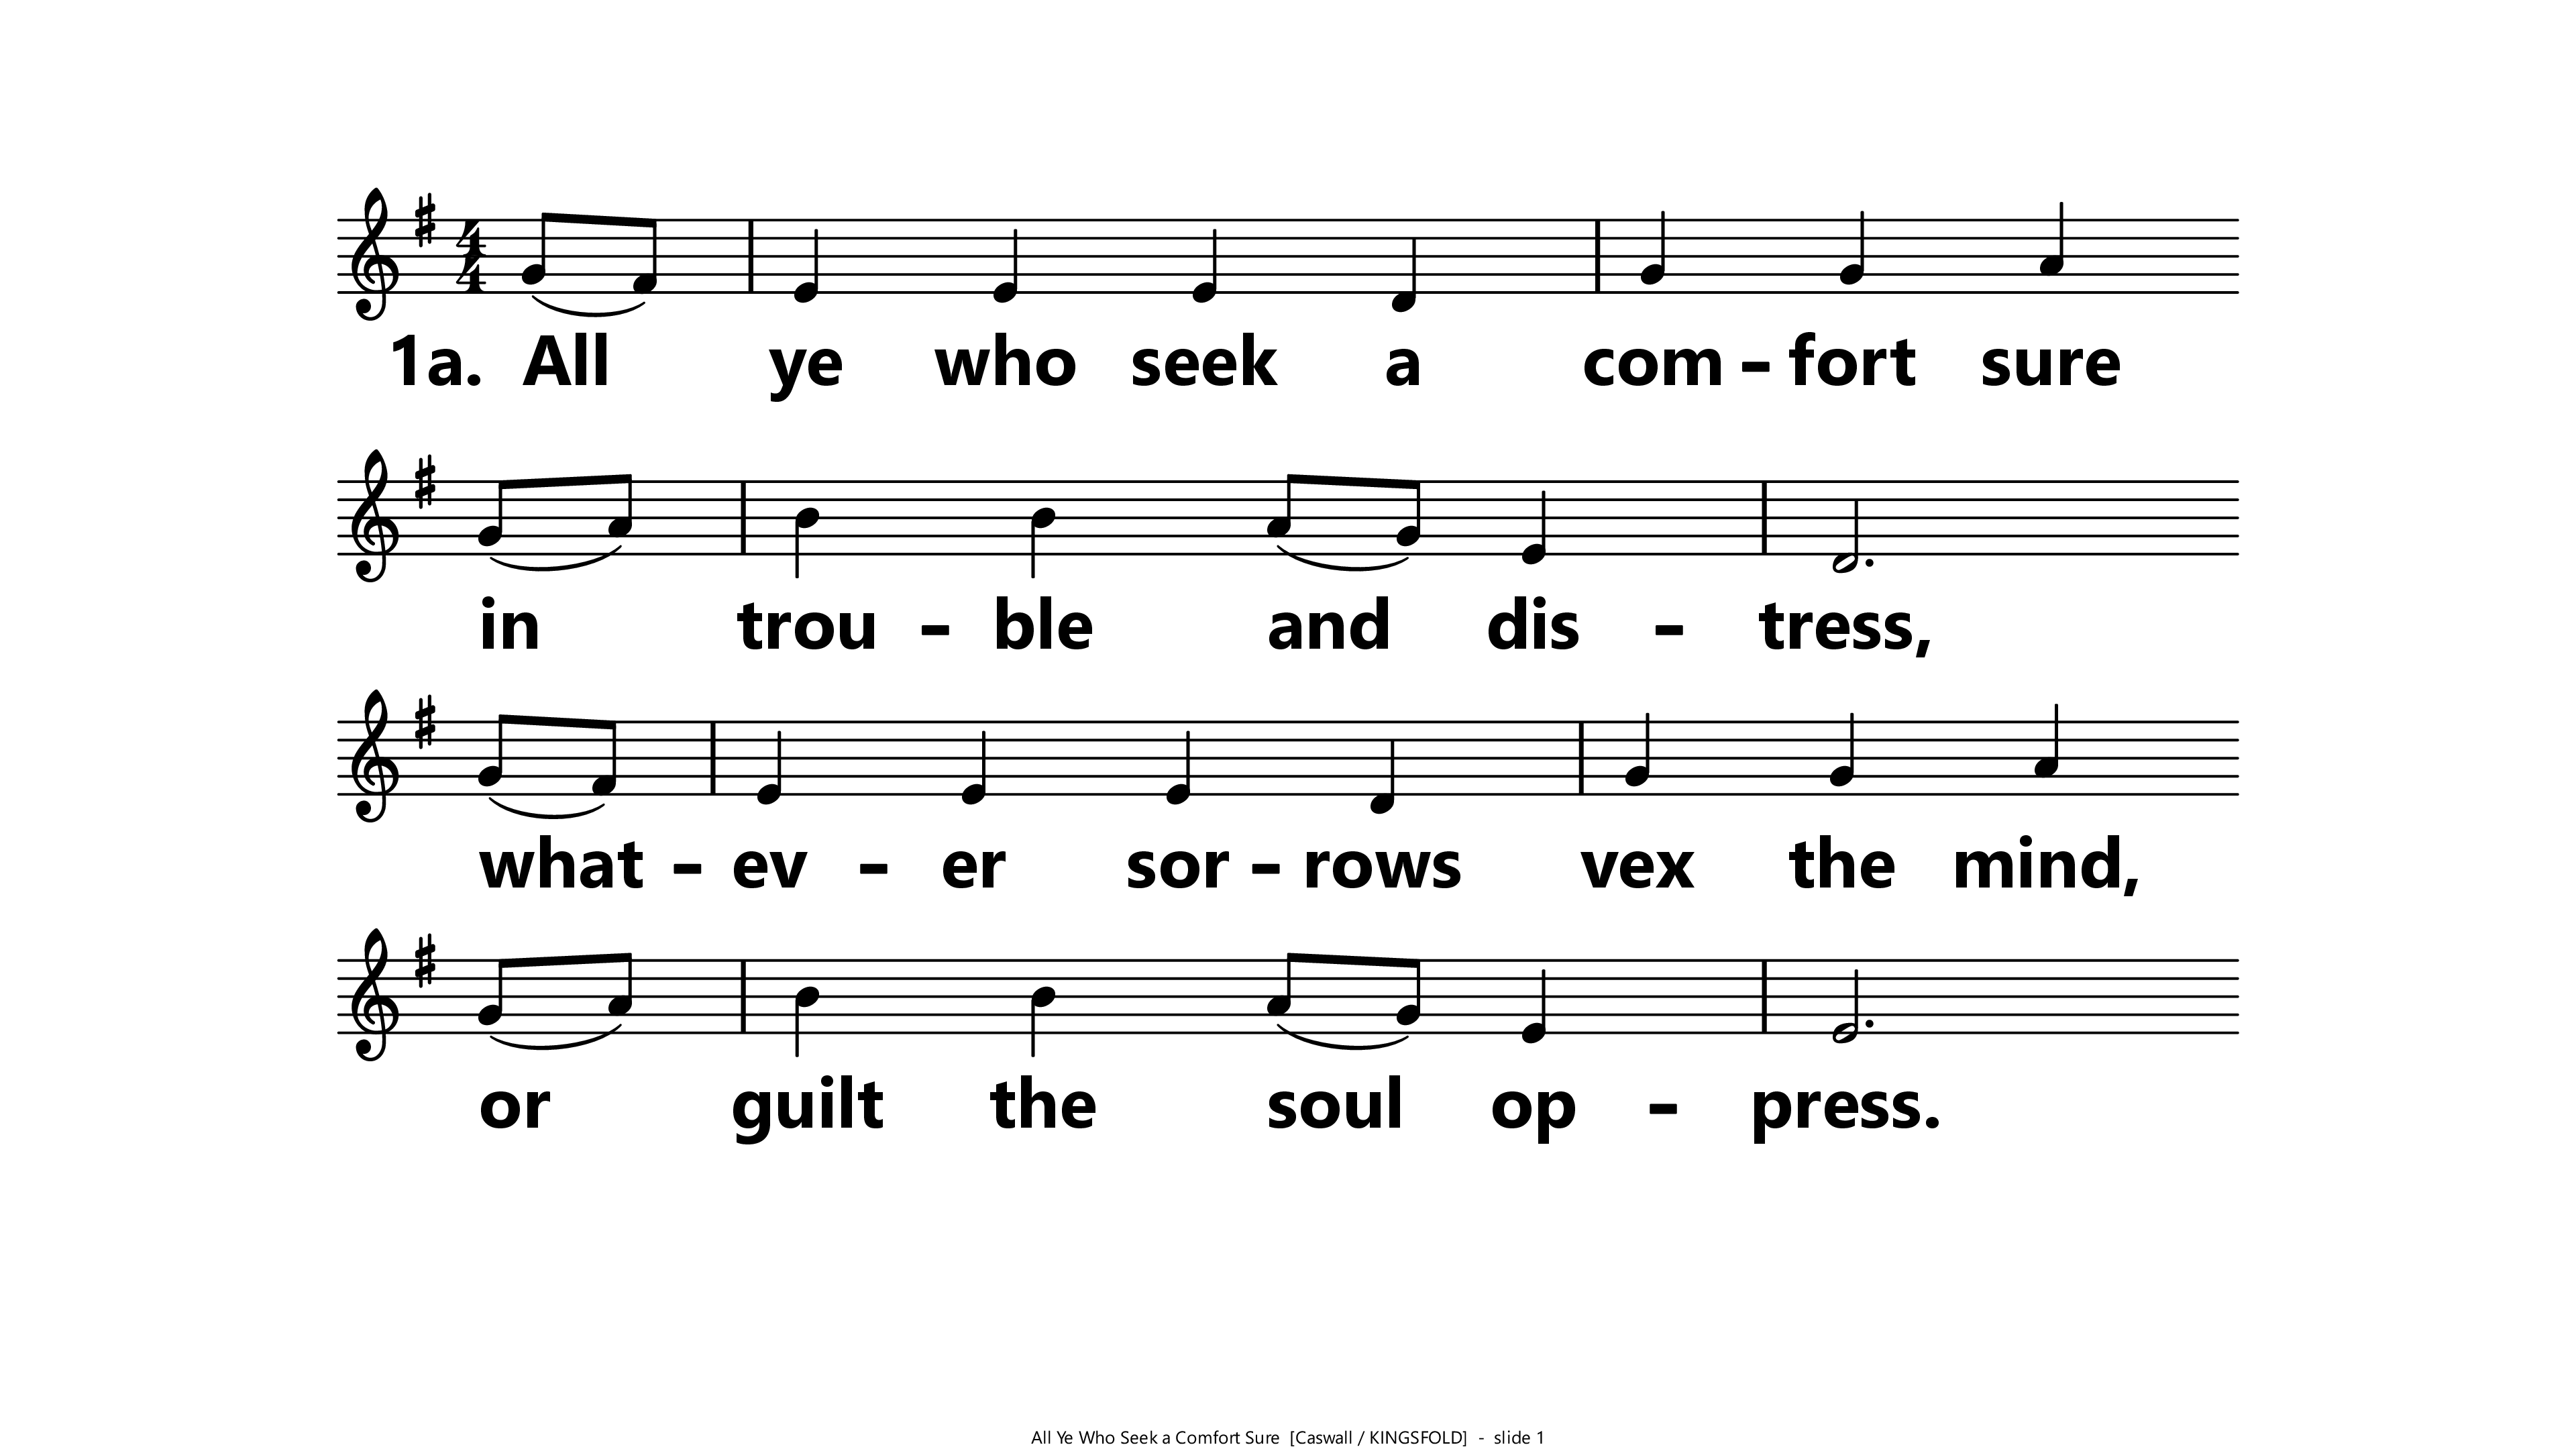 1a. All ye who seek a com - fort sure
in trou - ble and dis - tress,
what - ev - er sor - rows vex the mind,
or guilt the soul op - press.
All Ye Who Seek a Comfort Sure [Caswall / KINGSFOLD] - slide 1